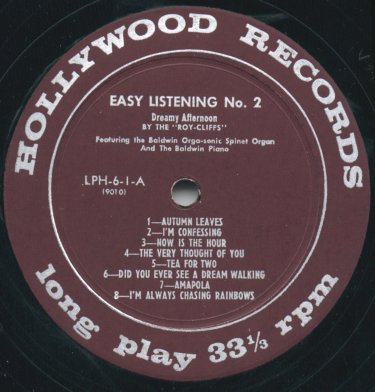 HOLLYWOOD RECORDS
EASY LISTENING No. 2
Dreamy Afternoon
BY THE "ROY-CLIFFS"
Featuring the Baldwin Orga-sonic Spinet Organ
And The Baldwin Piano
LPH-6-1-A
(9010)
1—AUTUMN LEAVES
2—I'M CONFESSING
3—NOW IS THE HOUR
4—THE VERY THOUGHT OF YOU
5—TEA FOR TWO
6—DID YOU EVER SEE A DREAM WALKING
7—AMAPOLA
8—I'M ALWAYS CHASING RAINBOWS
long play 33 1/3 rpm